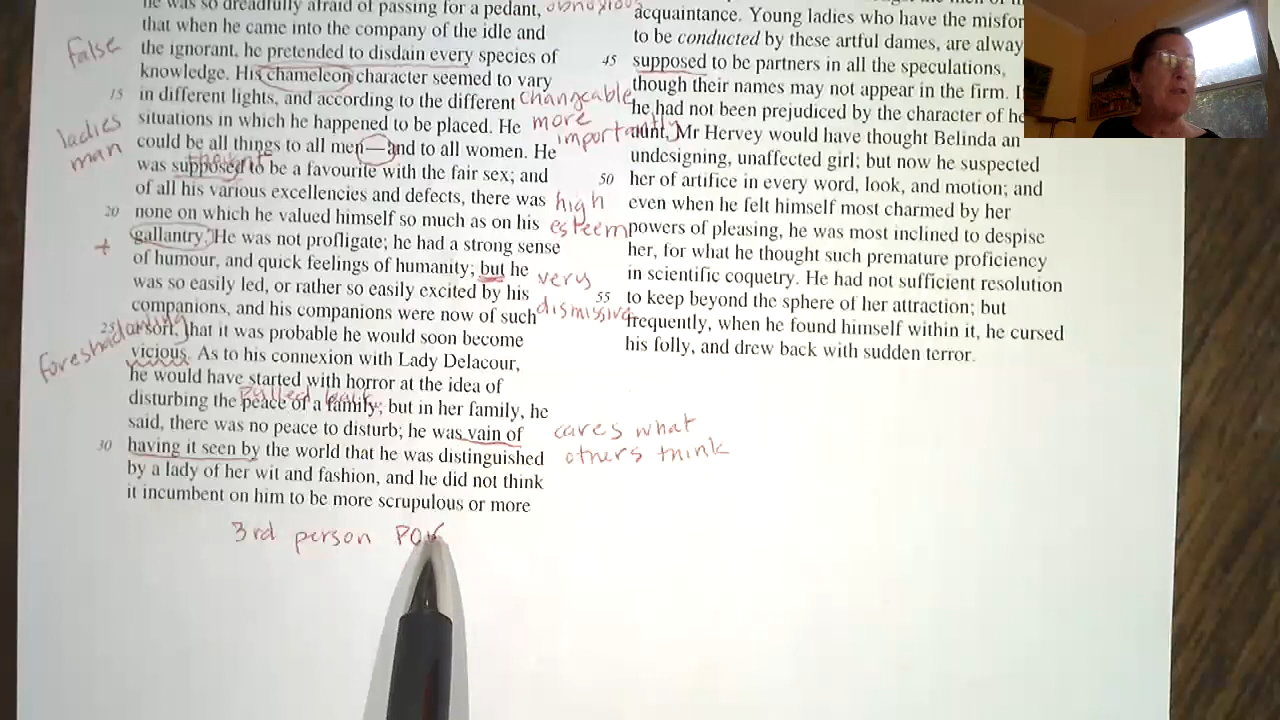 he was so dreadfully afraid of passing for a pedant, obnoxious
that when he came into the company of the idle and
false
the ignorant, he pretended to disdain every species of
knowledge. His chameleon character seemed to vary
15 in different lights, and according to the different changeable
situations in which he happened to be placed. He more importantly
ladies man
could be all things to all men—and to all women. He
was supposed to be a favourite with the fair sex; and
of all his various excellencies and defects, there was high
20 none on which he valued himself so much as on his esteem
+ gallantry. He was not profligate; he had a strong sense
of humour, and quick feelings of humanity; but he very
was so easily led, or rather so easily excited by his
companions, and his companions were now of such dismissive
25 a sort, that it was probable he would soon become
foreshadowing
vicious. As to his connexion with Lady Delacour,
he would have started with horror at the idea of
pulled back
disturbing the peace of a family; but in her family, he
said, there was no peace to disturb; he was vain of cares what
30 having it seen by the world that he was distinguished others think
by a lady of her wit and fashion, and he did not think
it incumbent on him to be more scrupulous or more
3rd person POV
acquaintance. Young ladies who have the misfor
to be conducted by these artful dames, are alway
45 supposed to be partners in all the speculations,
though their names may not appear in the firm. I
he had not been prejudiced by the character of he
aunt, Mr Hervey would have thought Belinda an
undesigning, unaffected girl; but now he suspected
50 her of artifice in every word, look, and motion; and
even when he felt himself most charmed by her
powers of pleasing, he was most inclined to despise
her, for what he thought such premature proficiency
in scientific coquetry. He had not sufficient resolution
55 to keep beyond the sphere of her attraction; but
frequently, when he found himself within it, he cursed
his folly, and drew back with sudden terror.